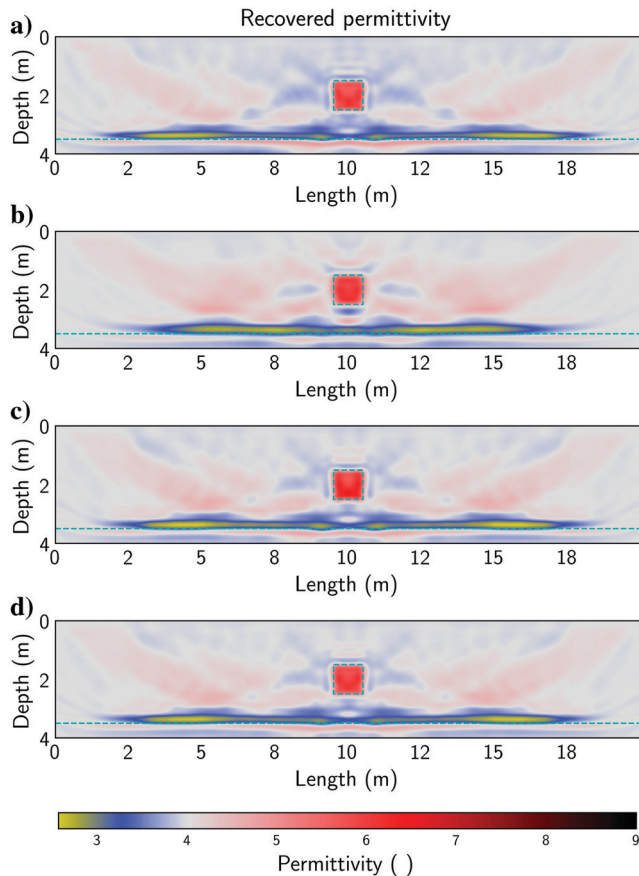 Recovered permittivity
a)
Depth (m)
0
2
4
0 2 5 8 10 12 15 18
Length (m)
b)
Depth (m)
0
2
4
0 2 5 8 10 12 15 18
Length (m)
c)
Depth (m)
0
2
4
0 2 5 8 10 12 15 18
Length (m)
d)
Depth (m)
0
2
4
0 2 5 8 10 12 15 18
Length (m)
3 4 5 6 7 8 9
Permittivity ( )